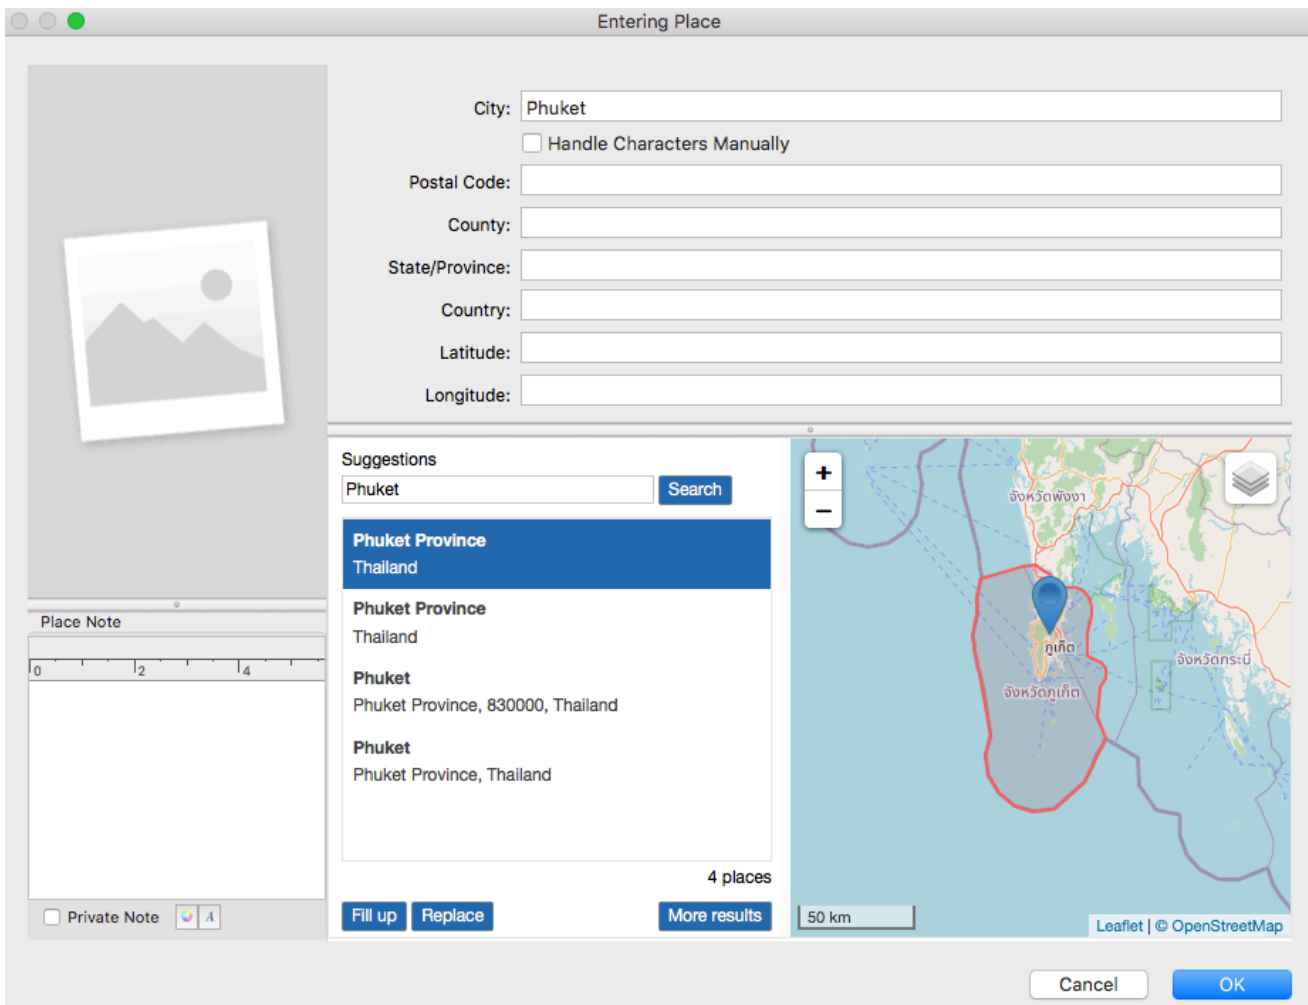 Entering Place
City: Phuket
Handle Characters Manually
Postal Code:
County:
State/Province:
Country:
Latitude:
Longitude:
Place Note
0 2 4
Private Note A
Suggestions
Phuket Search
Phuket Province
Thailand
Phuket Province
Thailand
Phuket
Phuket Province, 830000, Thailand
Phuket
Phuket Province, Thailand
4 places
Fill up Replace More results
+
−
จังหวัดพังงา
ภูเก็ต
จังหวัดกระบี่
จังหวัดภูเก็ต
50 km
Leaflet | © OpenStreetMap
Cancel OK